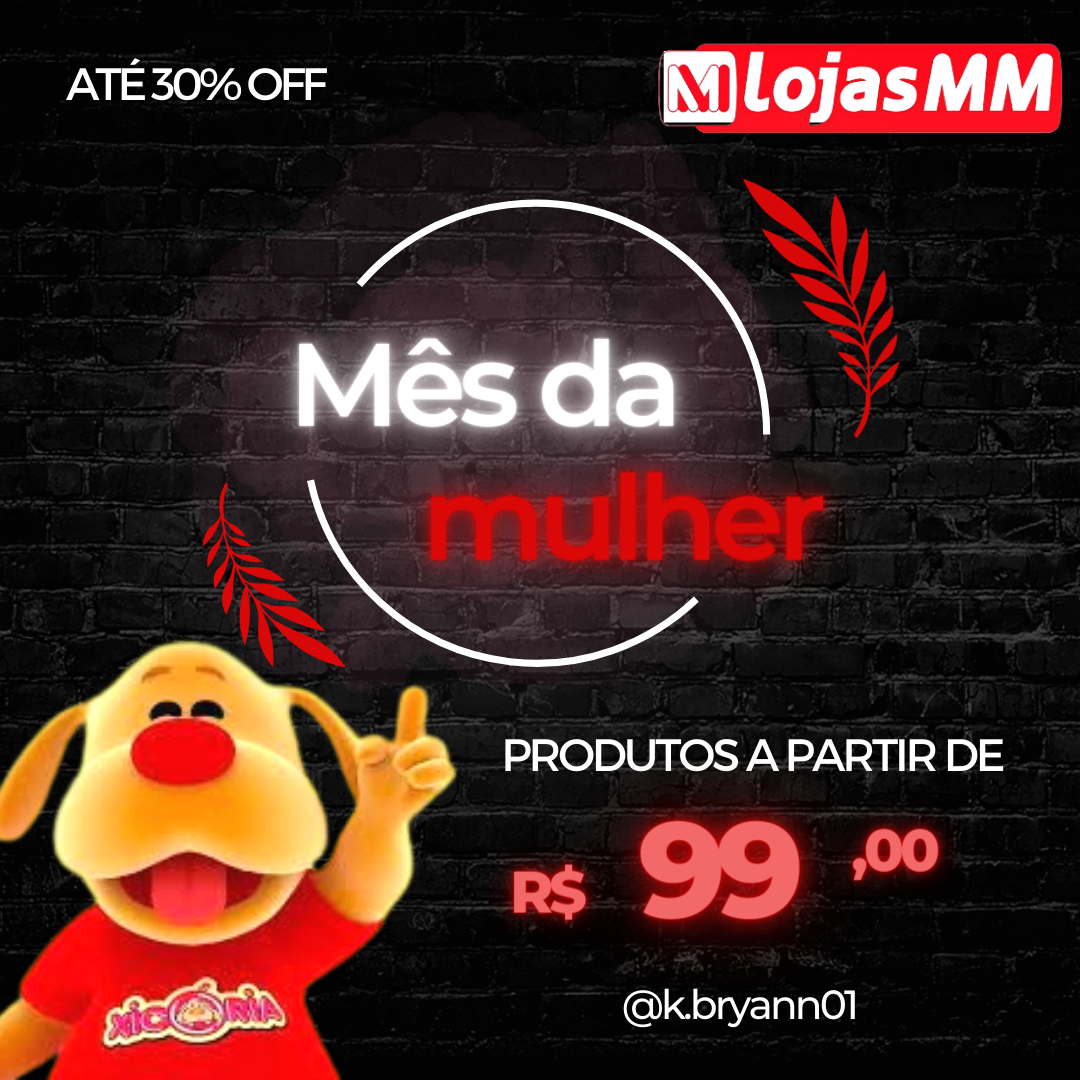 ATÉ 30% OFF
M lojasMM
Mês da
mulher
PRODUTOS A PARTIR DE
R$ 99 ,00
@k.bryann01
XICÓRIA